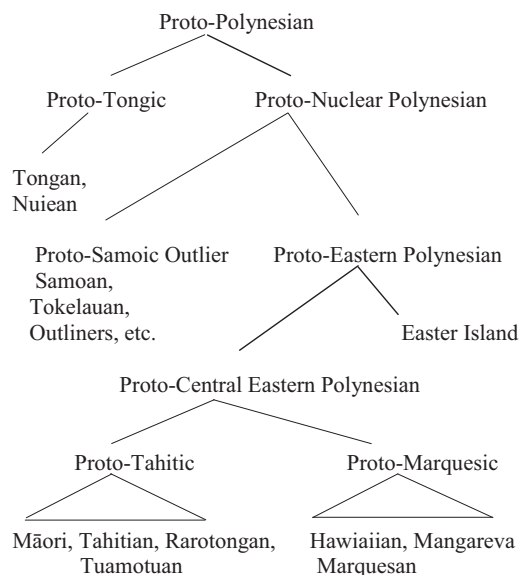 Proto-Polynesian
Proto-Tongic Proto-Nuclear Polynesian
Tongan,
Nuiean
Proto-Samoic Outlier Proto-Eastern Polynesian
Samoan,
Tokelauan,
Outliners, etc. Easter Island
Proto-Central Eastern Polynesian
Proto-Tahitic Proto-Marquesic
Māori, Tahitian, Rarotongan, Hawiaiian, Mangareva
Tuamotuan Marquesan